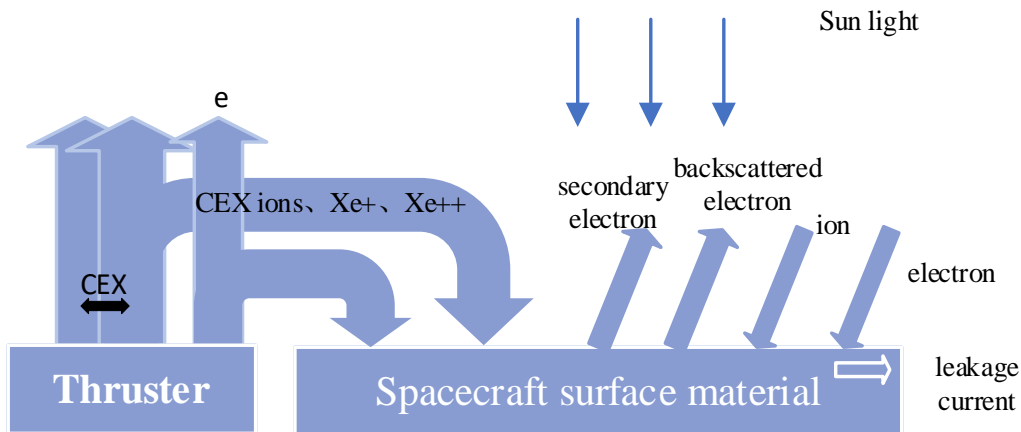 Sun light
e
backscattered
electron
secondary
electron
CEX ions、Xe+、Xe++
ion
electron
CEX
Thruster
Spacecraft surface material
leakage
current